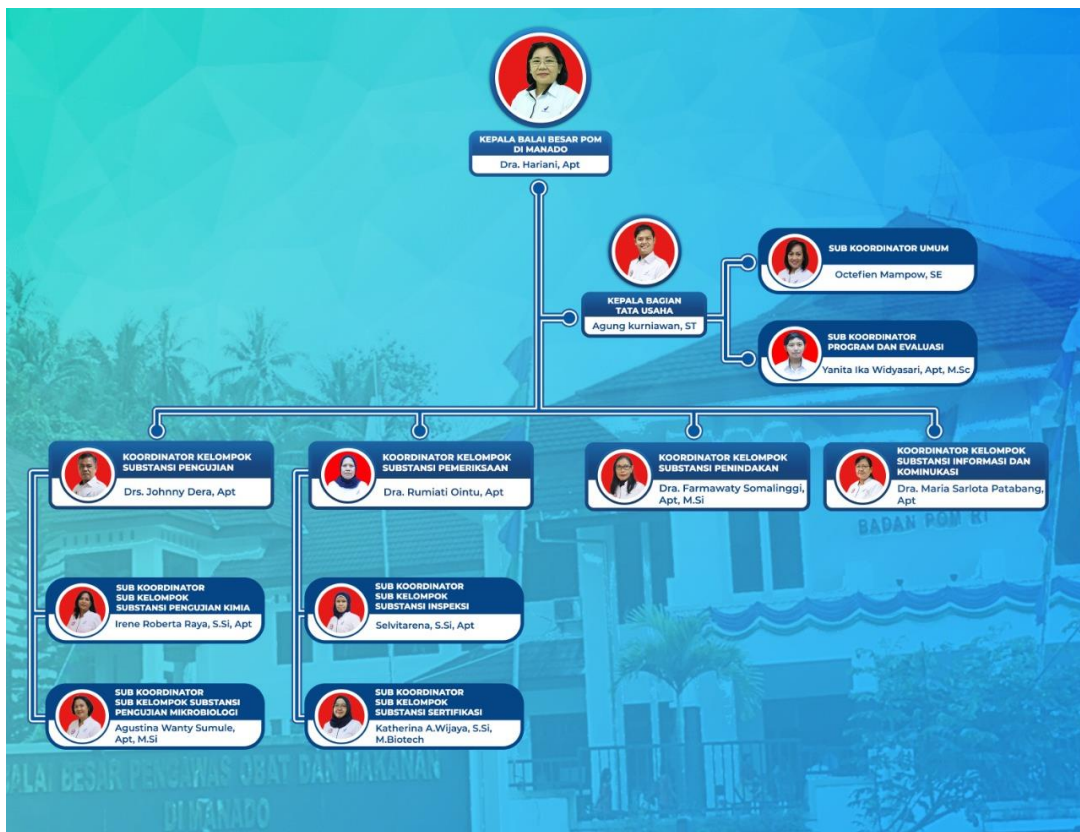 KEPALA BALAI BESAR POM
DI MANADO
Dra. Hariani, Apt
KEPALA BAGIAN
TATA USAHA
Agung kurniawan, ST
SUB KOORDINATOR UMUM
Octefien Mampow, SE
SUB KOORDINATOR
PROGRAM DAN EVALUASI
Yanita Ika Widyasari, Apt, M.Sc
KOORDINATOR KELOMPOK
SUBSTANSI PENGUJIAN
Drs. Johnny Dera, Apt
KOORDINATOR KELOMPOK
SUBSTANSI PEMERIKSAAN
Dra. Rumiati Ointu, Apt
KOORDINATOR KELOMPOK
SUBSTANSI PENINDAKAN
Dra. Farmawaty Somalinggi,
Apt, M.Si
KOORDINATOR KELOMPOK
SUBSTANSI INFORMASI DAN
KOMINUKASI
Dra. Maria Sarlota Patabang,
Apt
BADAN POM RI
SUB KOORDINATOR
SUB KELOMPOK
SUBSTANSI PENGUJIAN KIMIA
Irene Roberta Raya, S.Si, Apt
SUB KOORDINATOR
SUB KELOMPOK
SUBSTANSI INSPEKSI
Selvitarena, S.Si, Apt
SUB KOORDINATOR
SUB KELOMPOK SUBSTANSI
PENGUJIAN MIKROBIOLOGI
Agustina Wanty Sumule,
Apt, M.Si
SUB KOORDINATOR
SUB KELOMPOK
SUBSTANSI SERTIFIKASI
Katherina A.Wijaya, S.Si,
M.Biotech
ALAI BESAR PENGAWAS OBAT DAN MAKANAN
DI MANADO